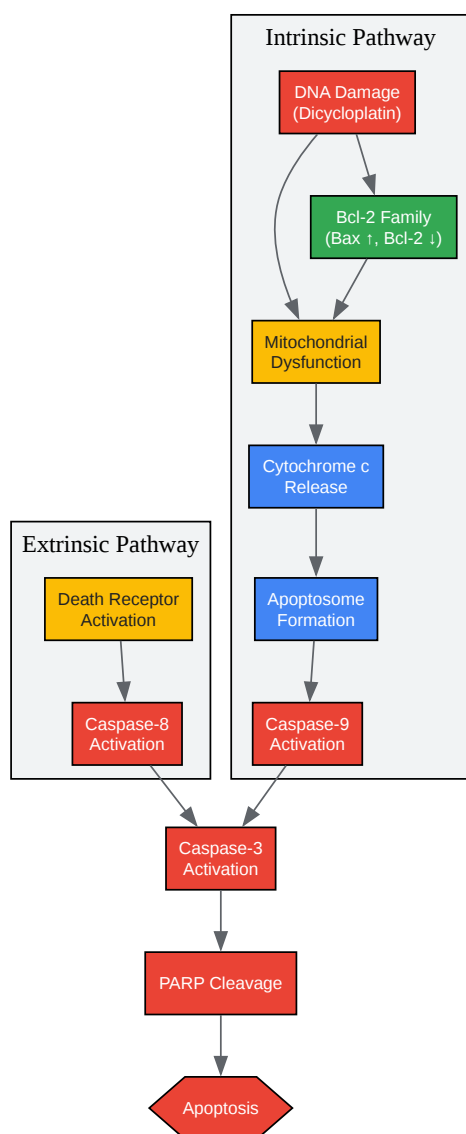 Intrinsic Pathway
DNA Damage
(Dicycloplatin)
Bcl-2 Family
(Bax ↑, Bcl-2 ↓)
Mitochondrial
Dysfunction
Cytochrome c
Release
Extrinsic Pathway
Death Receptor
Activation
Apoptosome
Formation
Caspase-8
Activation
Caspase-9
Activation
Caspase-3
Activation
PARP Cleavage
Apoptosis